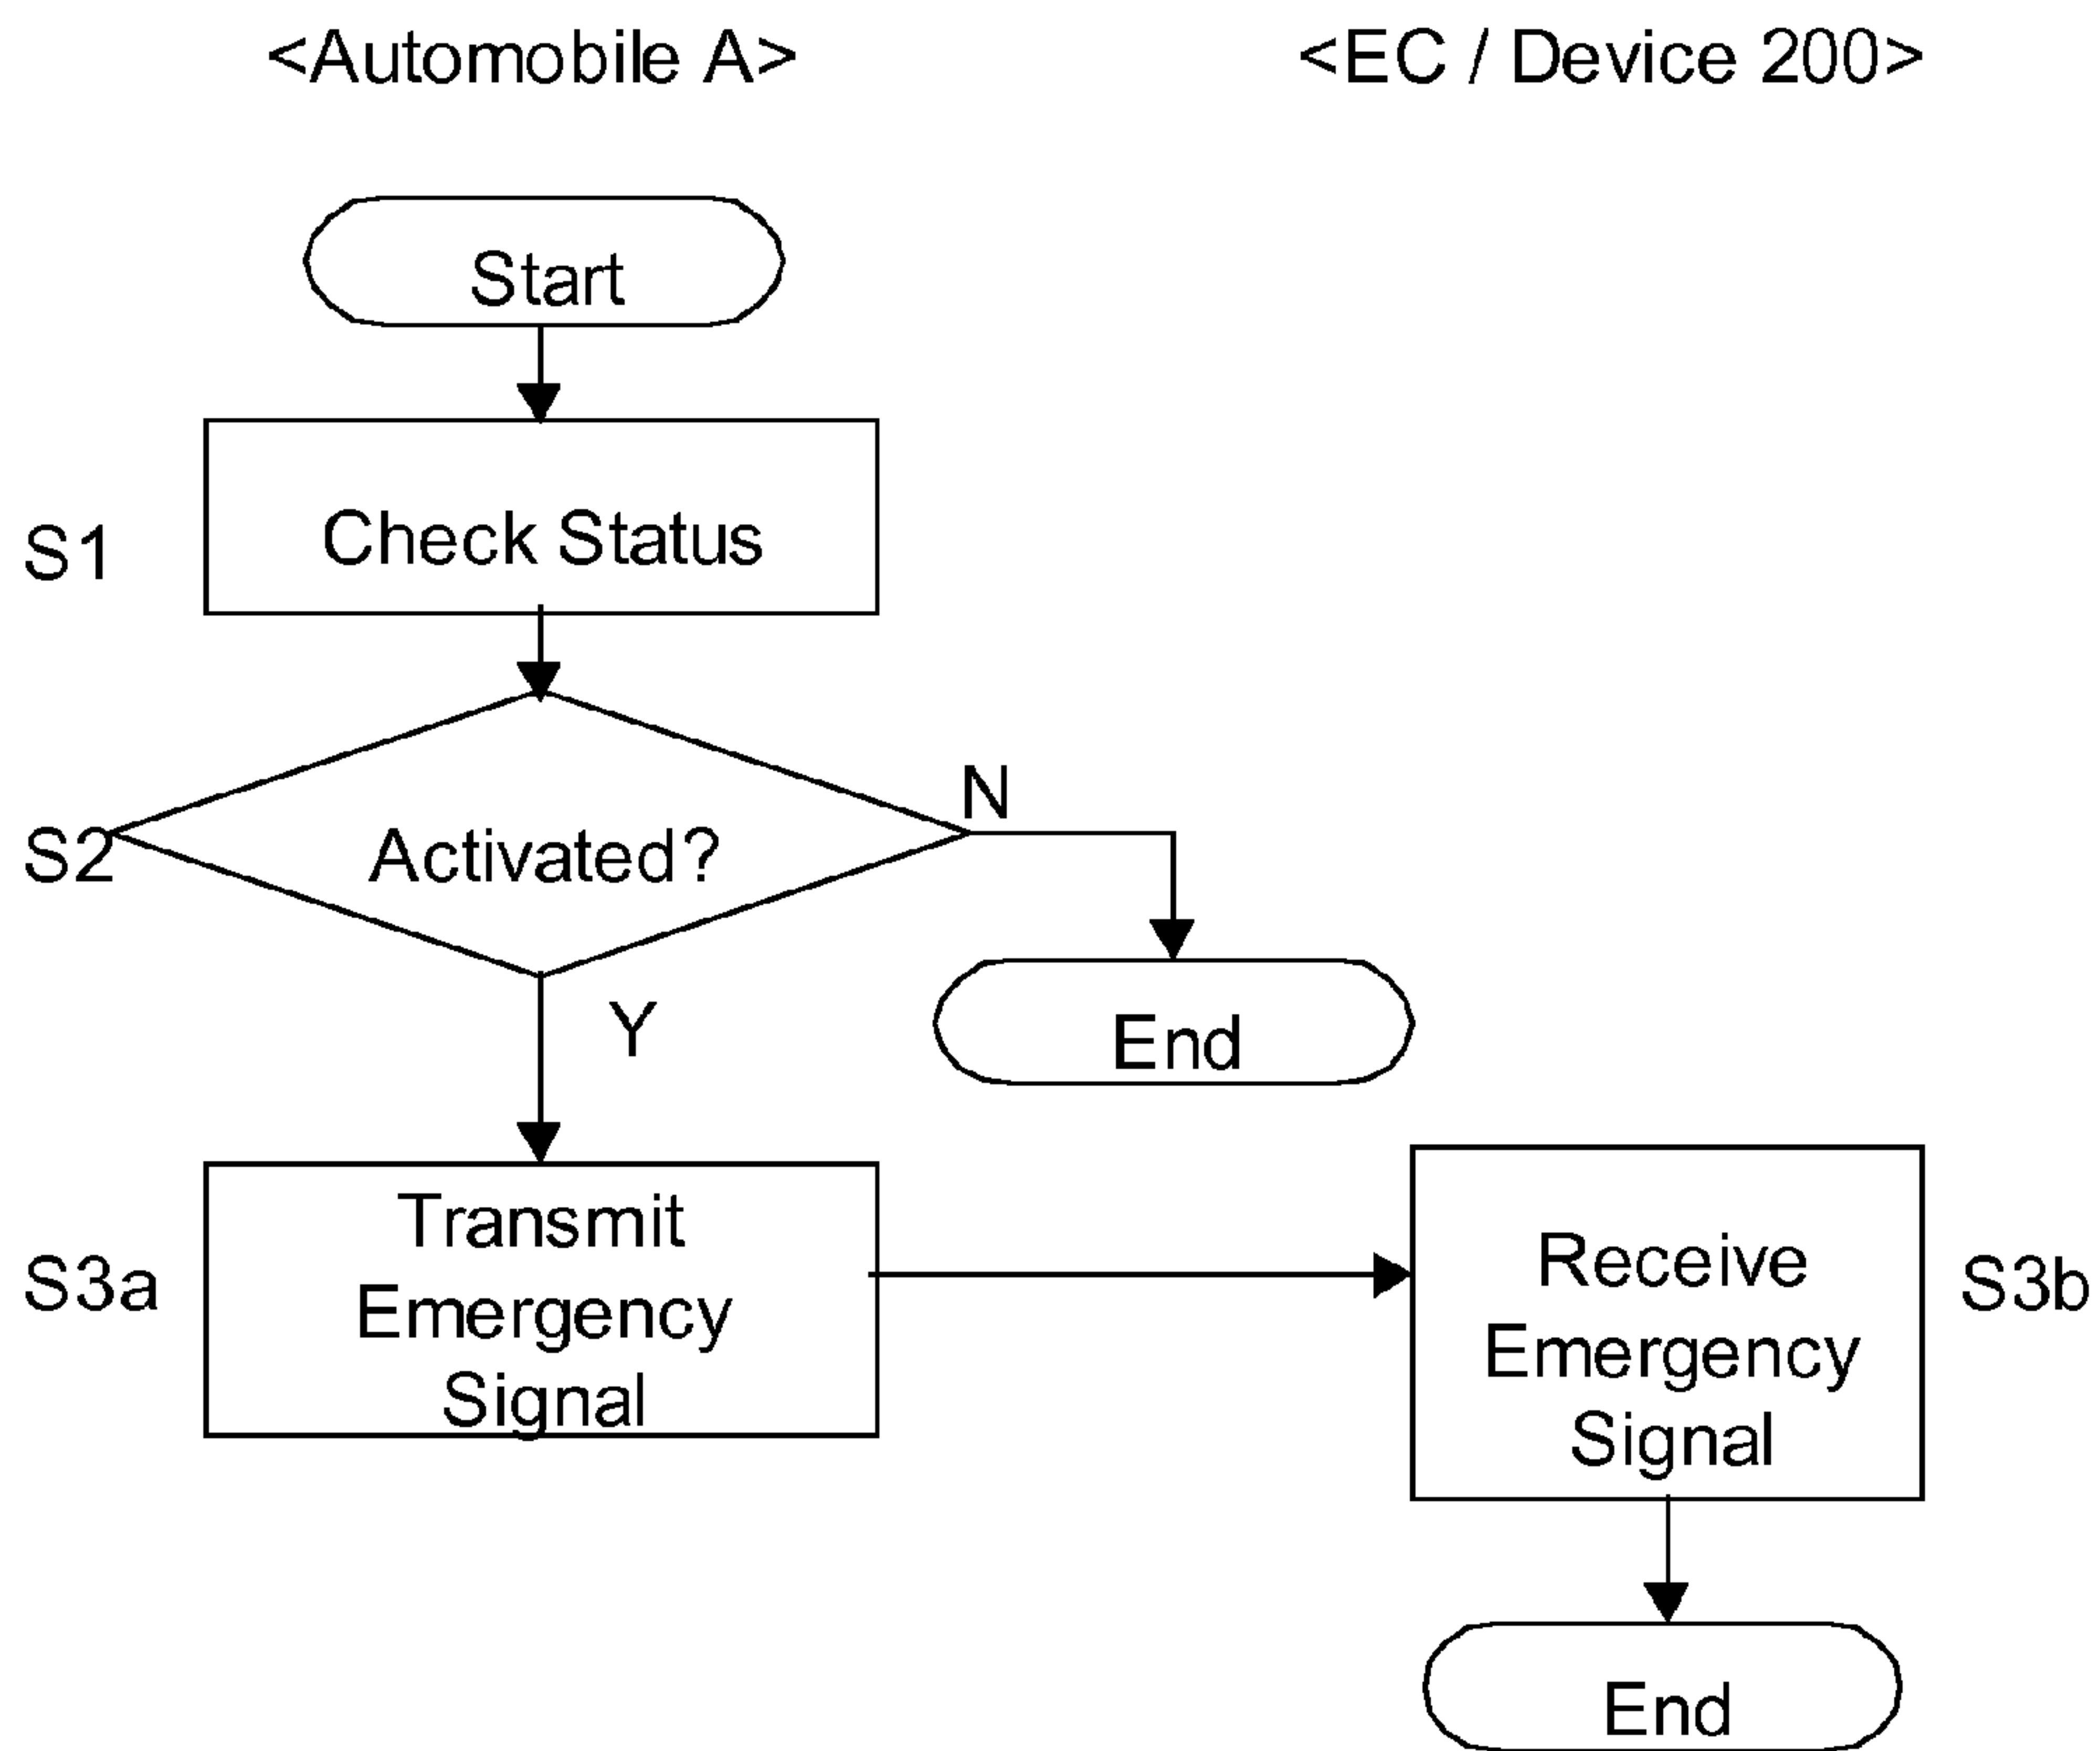 <Automobile A>
<EC / Device 200>
Start
S1
Check Status
S2
Activated?
N
Y
End
S3a
Transmit
Emergency
Signal
Receive
Emergency
Signal
S3b
End